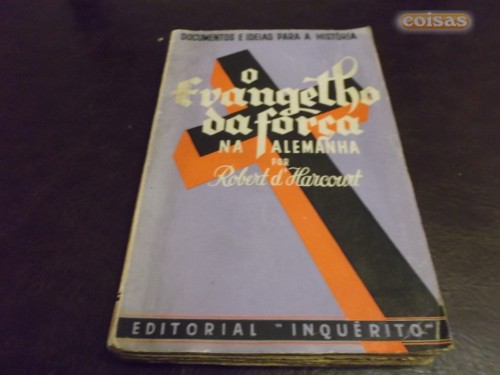 coisas
DOCUMENTOS E IDEIAS PARA A HISTÓRIA
O
Evangelho
da fôrça
NA ALEMANHA
POR
Robert d'Harcourt
EDITORIAL "INQUÉRITO"